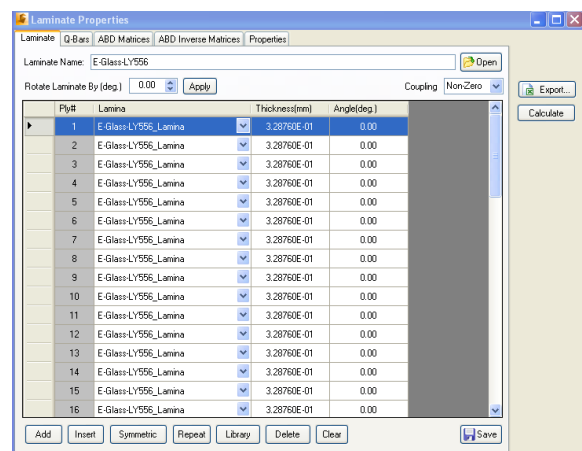 Laminate Properties
Laminate Q-Bars ABD Matrices ABD Inverse Matrices Properties
Laminate Name: E-Glass-LY556 Open
Rotate Laminate By (deg.) 0.00 Apply Coupling Non-Zero Export...
Ply# Lamina Thickness(mm) Angle(deg.) Calculate
1 E-Glass-LY556_Lamina 3.28760E-01 0.00
2 E-Glass-LY556_Lamina 3.28760E-01 0.00
3 E-Glass-LY556_Lamina 3.28760E-01 0.00
4 E-Glass-LY556_Lamina 3.28760E-01 0.00
5 E-Glass-LY556_Lamina 3.28760E-01 0.00
6 E-Glass-LY556_Lamina 3.28760E-01 0.00
7 E-Glass-LY556_Lamina 3.28760E-01 0.00
8 E-Glass-LY556_Lamina 3.28760E-01 0.00
9 E-Glass-LY556_Lamina 3.28760E-01 0.00
10 E-Glass-LY556_Lamina 3.28760E-01 0.00
11 E-Glass-LY556_Lamina 3.28760E-01 0.00
12 E-Glass-LY556_Lamina 3.28760E-01 0.00
13 E-Glass-LY556_Lamina 3.28760E-01 0.00
14 E-Glass-LY556_Lamina 3.28760E-01 0.00
15 E-Glass-LY556_Lamina 3.28760E-01 0.00
16 E-Glass-LY556_Lamina 3.28760E-01 0.00
Add Insert Symmetric Repeat Library Delete Clear Save